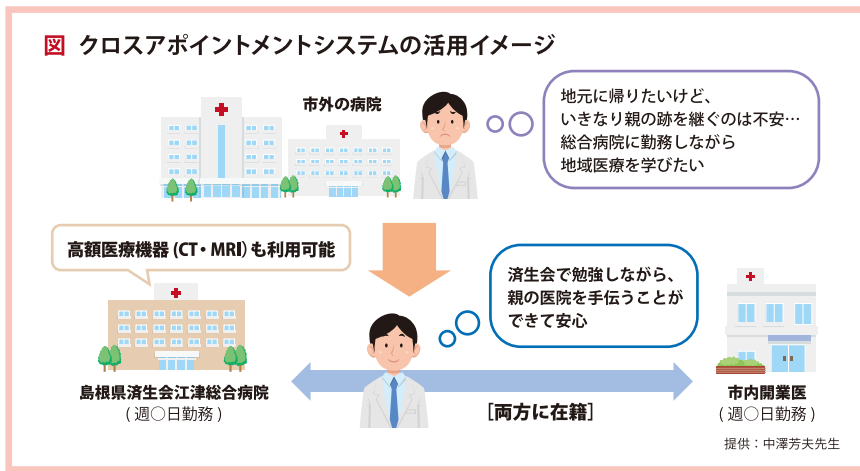 図 クロスアポイントメントシステムの活用イメージ
市外の病院
地元に帰りたいけど、
いきなり親の跡を継ぐのは不安…
総合病院に勤務しながら
地域医療を学びたい
高額医療機器(CT・MRI)も利用可能
済生会で勉強しながら、
親の医院を手伝うことが
できて安心
島根県済生会江津総合病院
(週○日勤務)
[両方に在籍]
市内開業医
(週○日勤務)
提供：中澤芳夫先生